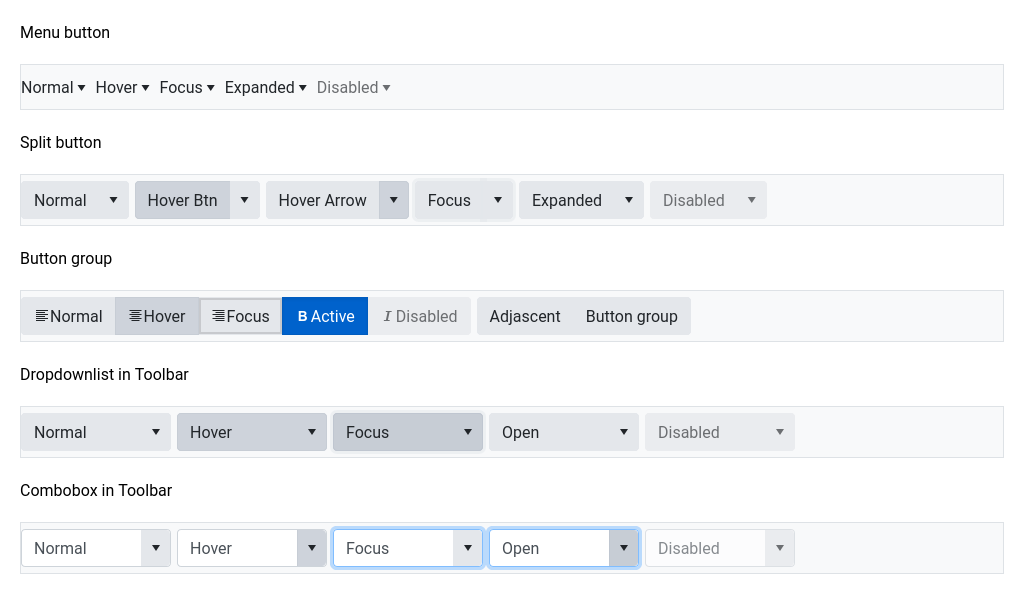 Menu button
Normal Hover Focus Expanded Disabled
Split button
Normal Hover Btn Hover Arrow Focus Expanded Disabled
Button group
Normal Hover Focus B Active I Disabled Adjascent Button group
Dropdownlist in Toolbar
Normal Hover Focus Open Disabled
Combobox in Toolbar
Normal Hover Focus Open Disabled